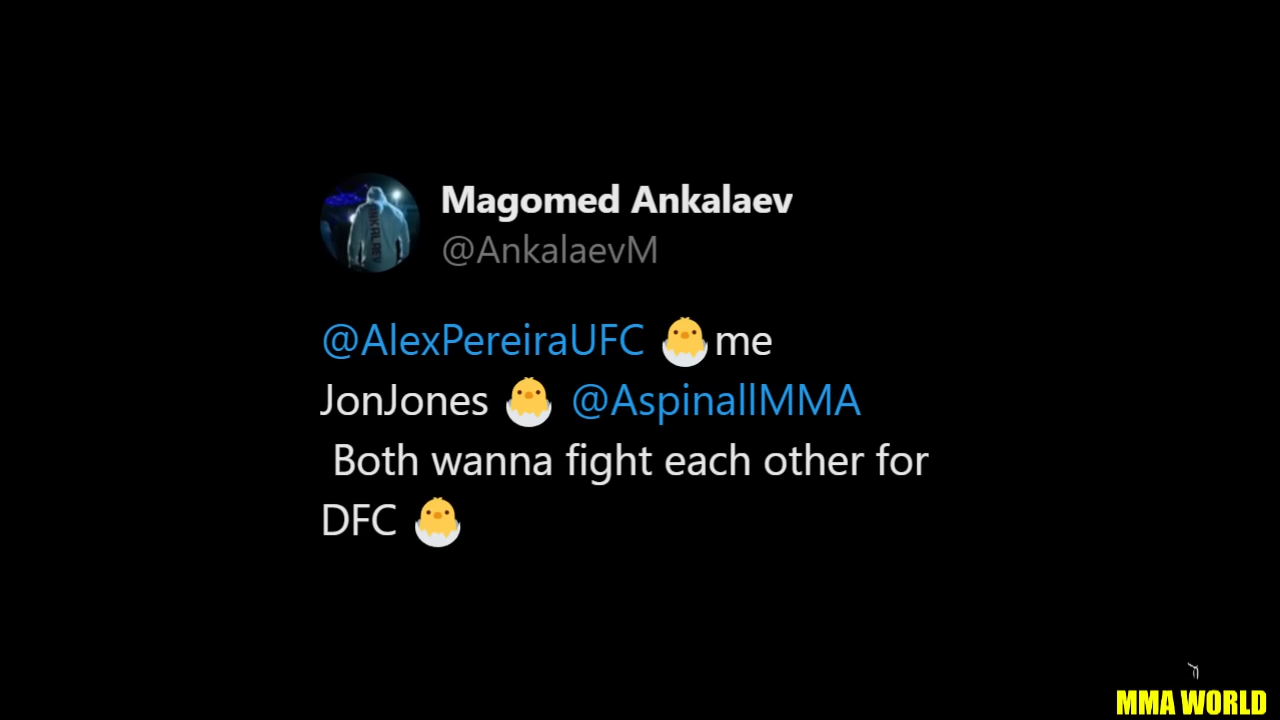 Magomed Ankalaev
@AnkalaevM
@AlexPereiraUFC 🐣me
JonJones 🐣 @AspinallMMA
Both wanna fight each other for
DFC 🐣
MMA WORLD